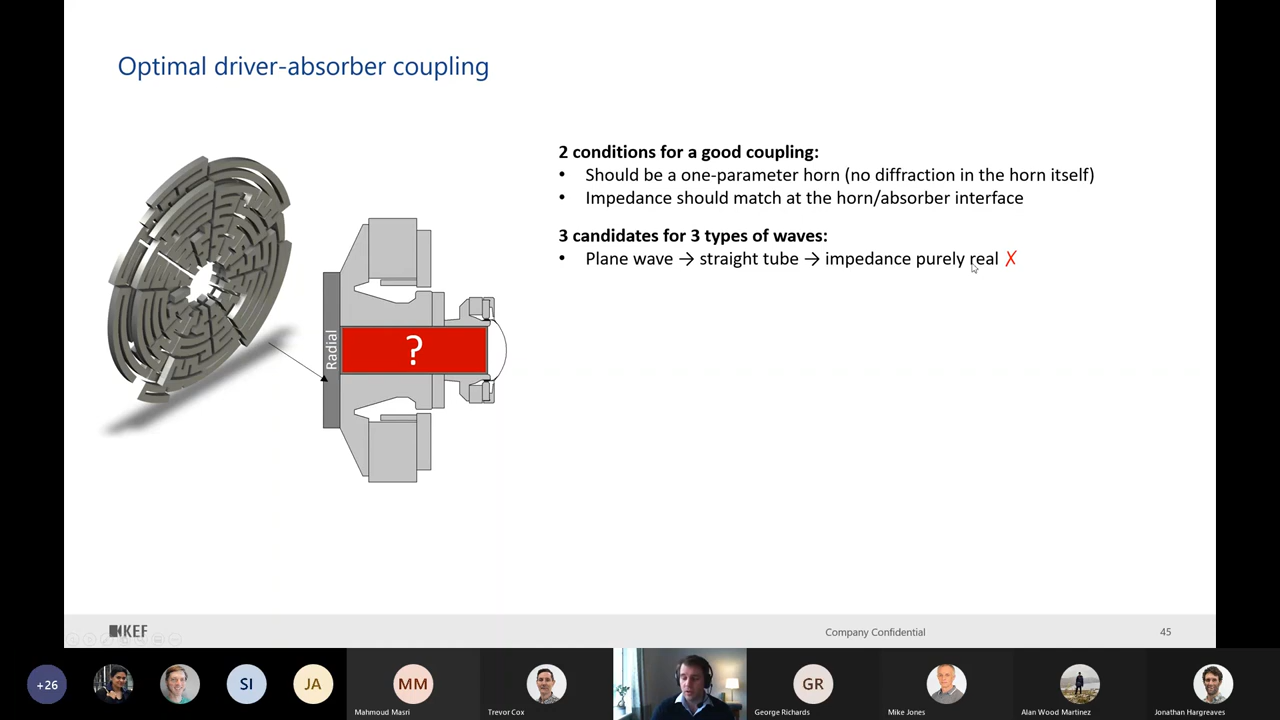 Optimal driver-absorber coupling
2 conditions for a good coupling:
• Should be a one-parameter horn (no diffraction in the horn itself)
• Impedance should match at the horn/absorber interface
3 candidates for 3 types of waves:
• Plane wave → straight tube → impedance purely real ✗
Radial
?
KEF
Company Confidential
45
+26
SI
JA
MM
GR
Mahmoud Masri
Trevor Cox
George Richards
Mike Jones
Alan Wood Martinez
Jonathan Hargreaves